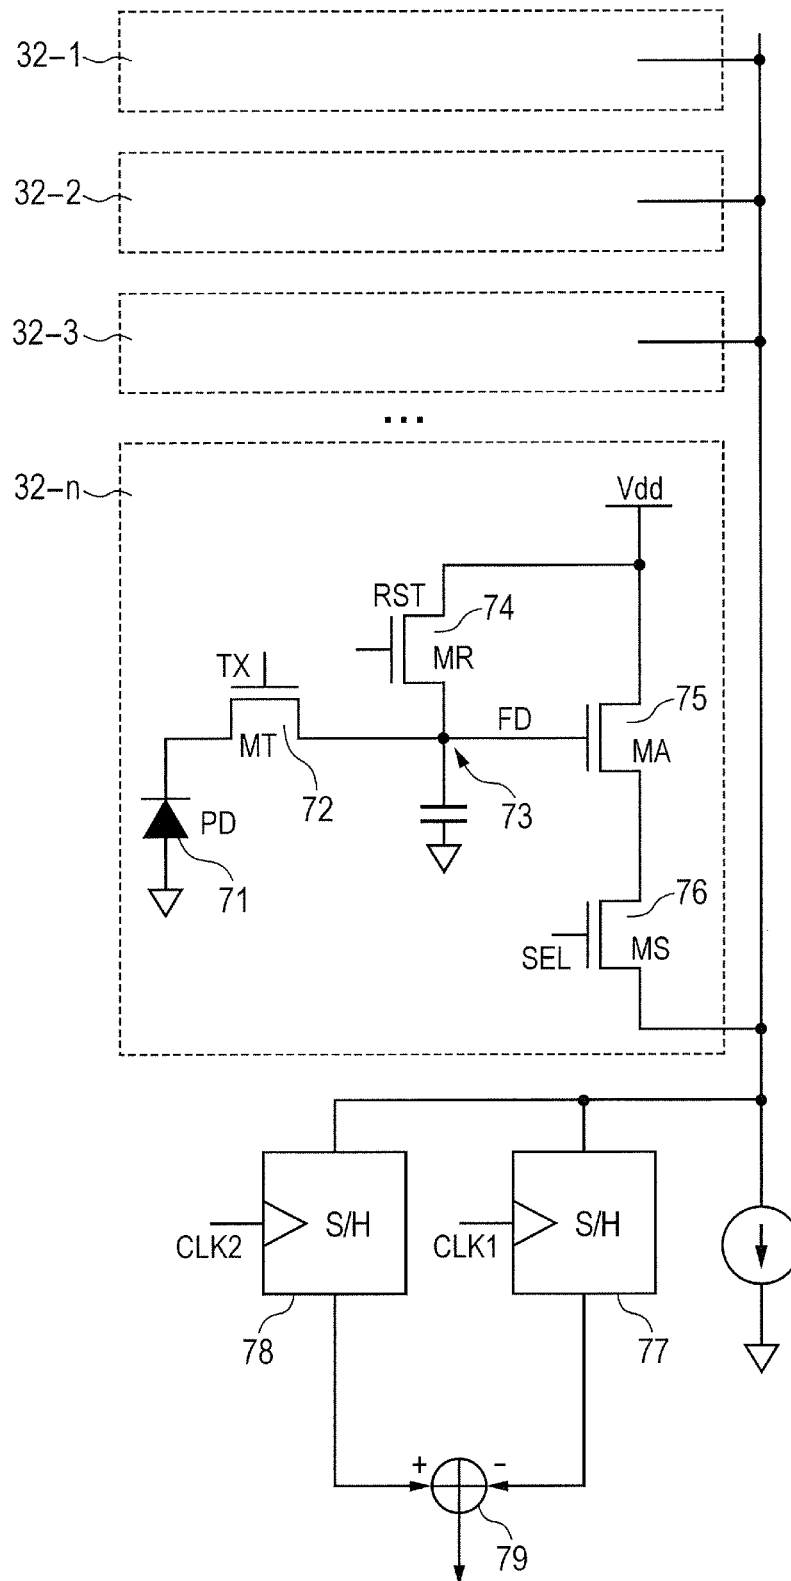 32-1
32-2
32-3
...
32-n
Vdd
RST
74
MR
TX
75
FD
MT
MA
72
73
PD
71
76
SEL
MS
S/H
S/H
CLK2
CLK1
78
77
+
-
79